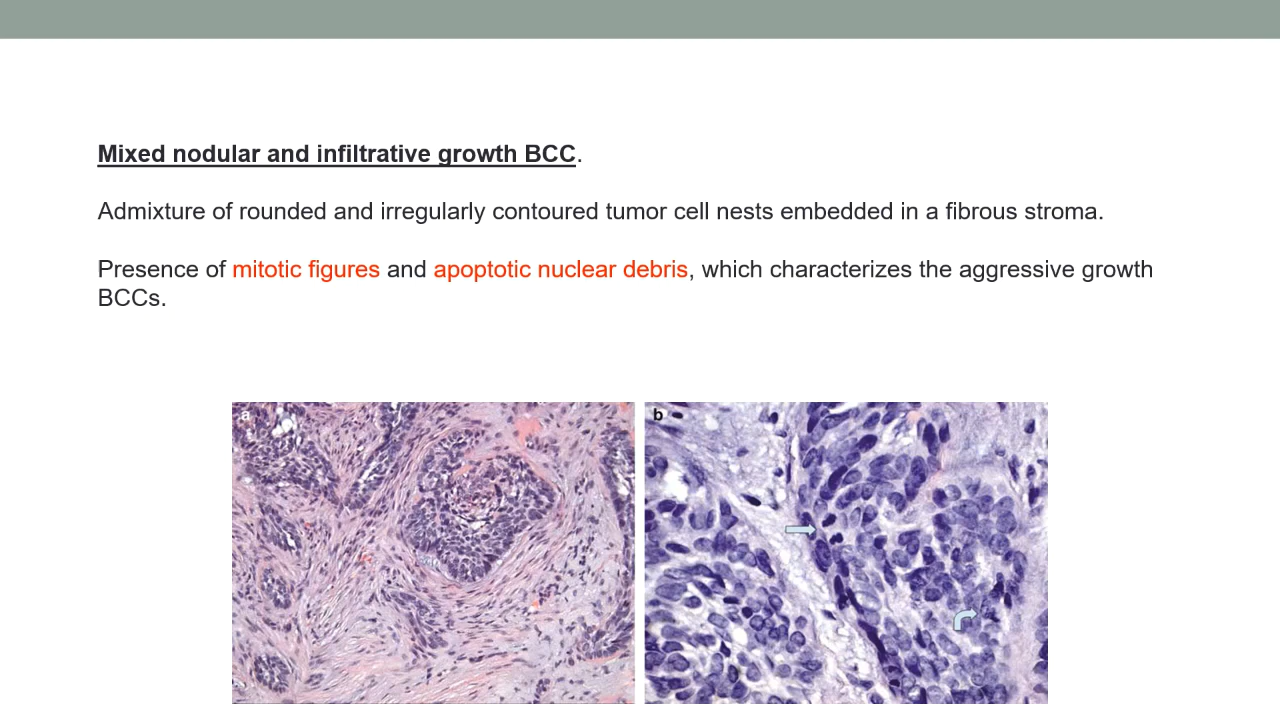 Mixed nodular and infiltrative growth BCC.
Admixture of rounded and irregularly contoured tumor cell nests embedded in a fibrous stroma.
Presence of mitotic figures and apoptotic nuclear debris, which characterizes the aggressive growth
BCCs.
a
b